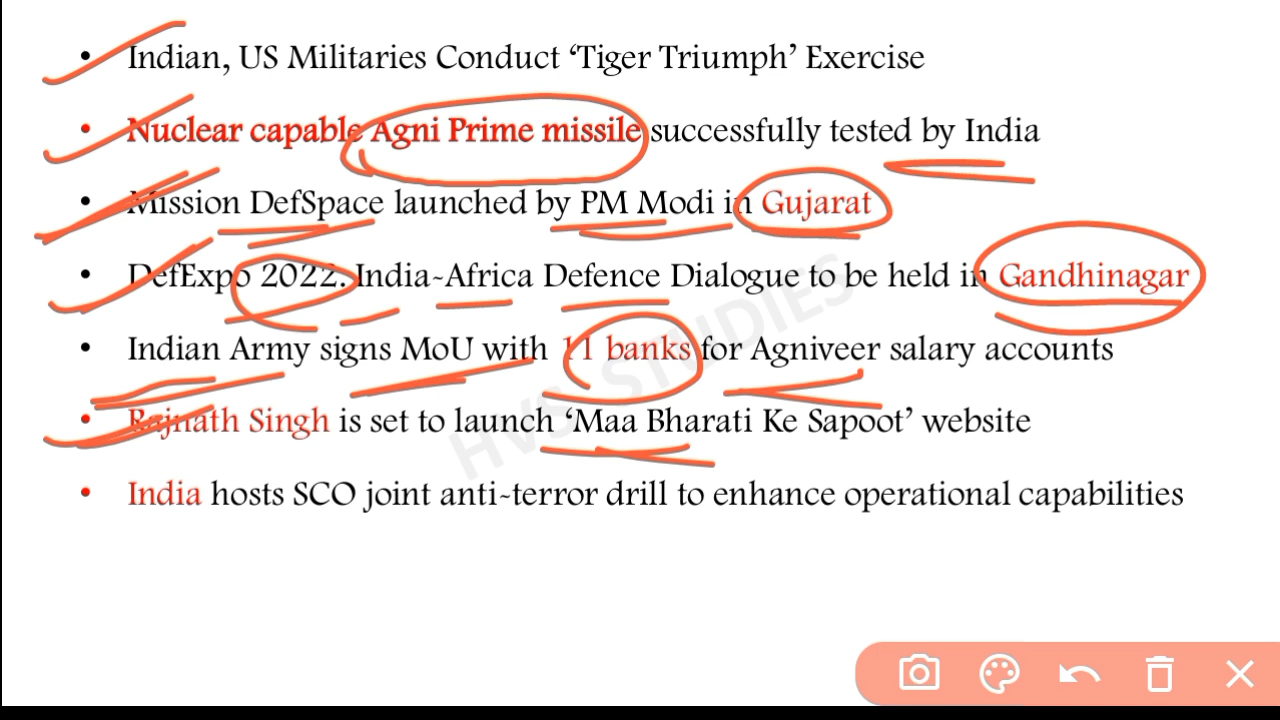 • Indian, US Militaries Conduct ‘Tiger Triumph’ Exercise
• Nuclear capable Agni Prime missile successfully tested by India
• Mission DefSpace launched by PM Modi in Gujarat
• DefExpo 2022: India-Africa Defence Dialogue to be held in Gandhinagar
• Indian Army signs MoU with 11 banks for Agniveer salary accounts
• Rajnath Singh is set to launch ‘Maa Bharati Ke Sapoot’ website
• India hosts SCO joint anti-terror drill to enhance operational capabilities
HVS STUDIES